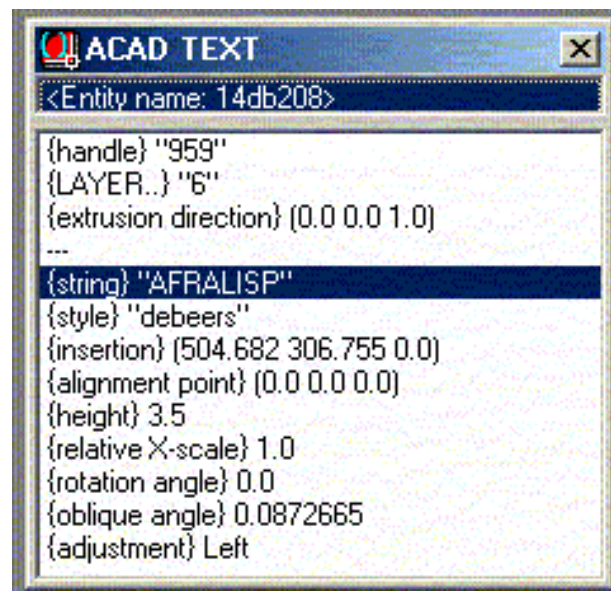 ACAD TEXT
<Entity name: 14db208>
{handle} "959"
{LAYER..} "6"
{extrusion direction} (0.0 0.0 1.0)
...
{string} "AFRALISP"
{style} "debeers"
{insertion} (504.682 306.755 0.0)
{alignment point} (0.0 0.0 0.0)
{height} 3.5
{relative X-scale} 1.0
{rotation angle} 0.0
{oblique angle} 0.0872665
{adjustment} Left